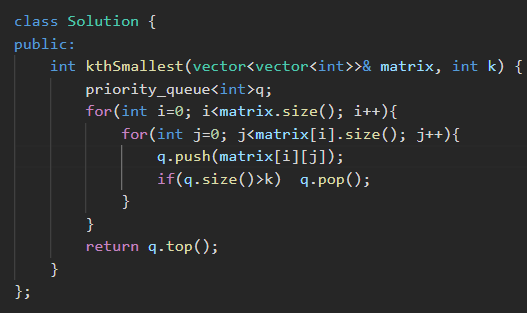 class Solution {
public:
    int kthSmallest(vector<vector<int>>& matrix, int k) {
        priority_queue<int>q;
        for(int i=0; i<matrix.size(); i++){
            for(int j=0; j<matrix[i].size(); j++){
                q.push(matrix[i][j]);
                if(q.size()>k)  q.pop();
            }
        }
        return q.top();
    }
};